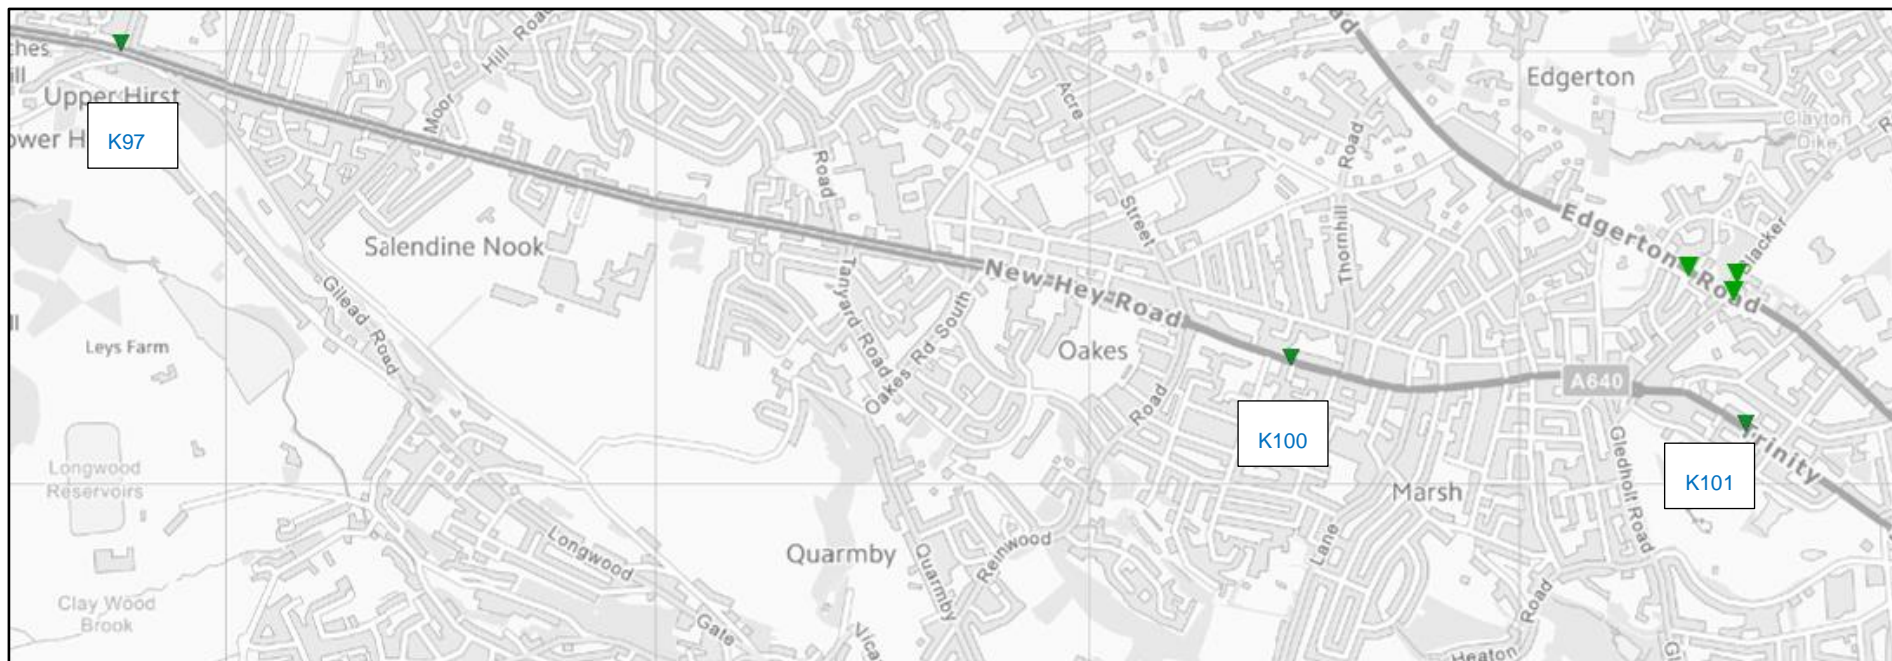 Hill Road
Edgerton
Upper Hirst
Moor
Acre
Clayton
Dike
K97
Road
Road
Street
Thornhill
Edgerton Road
Blacker
Salendine Nook
New Hey Road
Tanyard Road
Oakes Rd South
Gilead Road
Leys Farm
Oakes
A640
Road
K100
Trinity
Gledholt Road
K101
Longwood
Reservoirs
Marsh
Longwood
Quarmby
Quarmby
Reinwood
Lane
Clay Wood
Brook
Gate
Road
Heaton